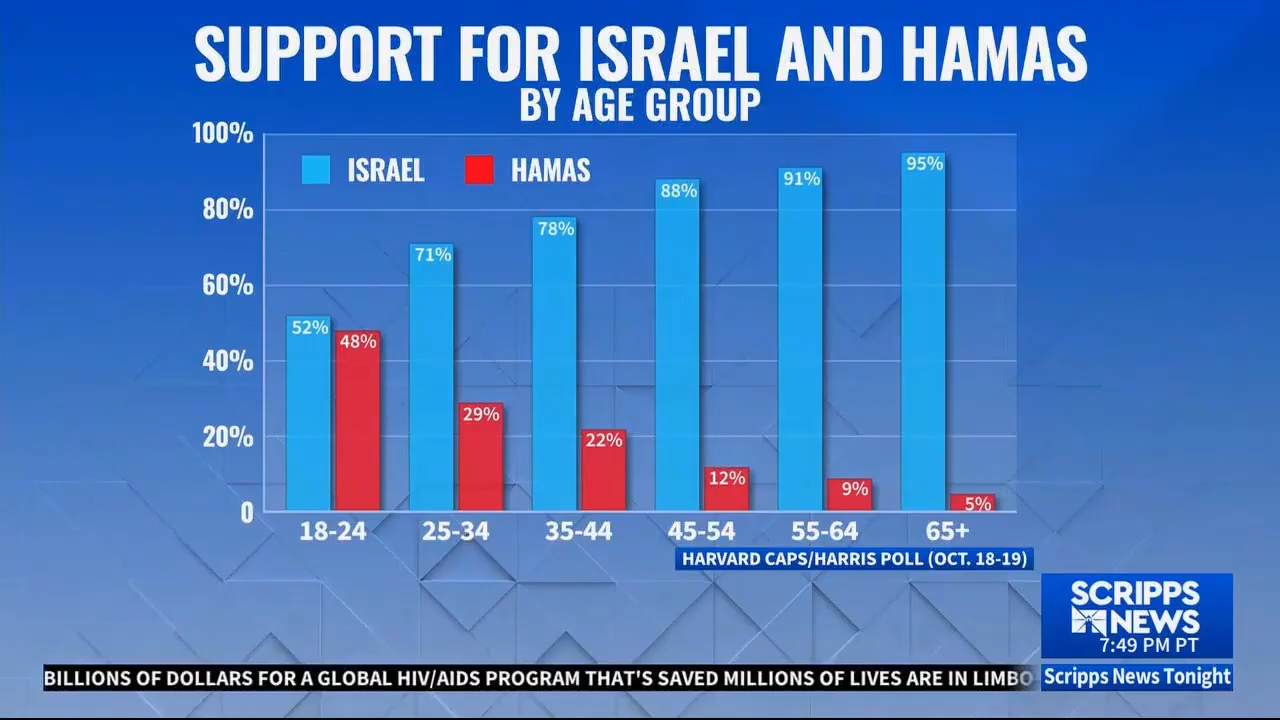 SUPPORT FOR ISRAEL AND HAMAS
BY AGE GROUP
100%
80%
60%
40%
20%
0
ISRAEL HAMAS
52% 48%
71% 29%
78% 22%
88% 12%
91% 9%
95% 5%
18-24 25-34 35-44 45-54 55-64 65+
HARVARD CAPS/HARRIS POLL (OCT. 18-19)
SCRIPPS
NEWS
7:49 PM PT
BILLIONS OF DOLLARS FOR A GLOBAL HIV/AIDS PROGRAM THAT'S SAVED MILLIONS OF LIVES ARE IN LIMBO
Scripps News Tonight